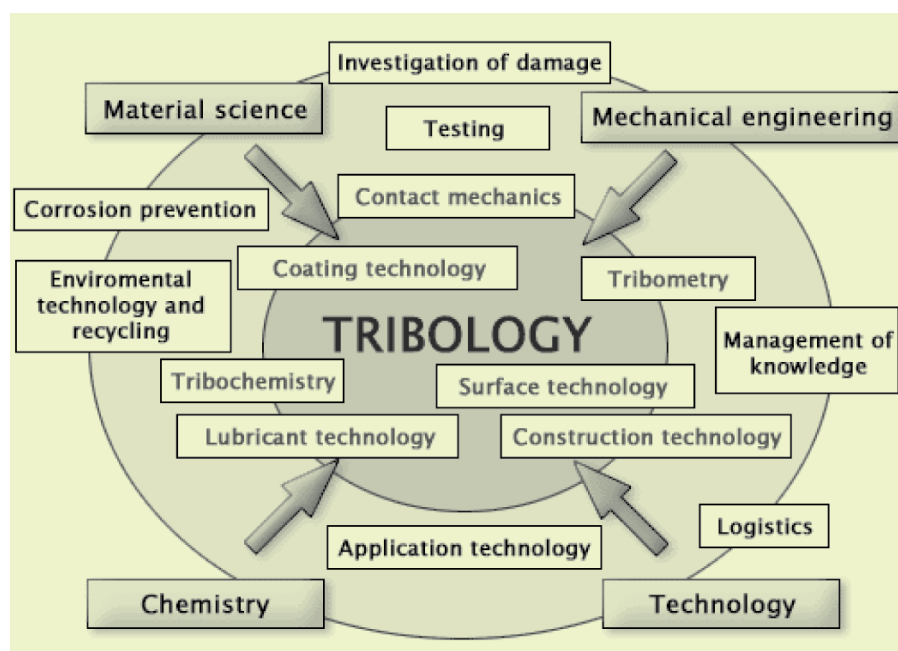 Investigation of damage
Material science
Mechanical engineering
Testing
Contact mechanics
Corrosion prevention
Coating technology
Tribometry
Enviromental
technology and
recycling
TRIBOLOGY
Management of
knowledge
Tribochemistry
Surface technology
Lubricant technology
Construction technology
Logistics
Application technology
Chemistry
Technology